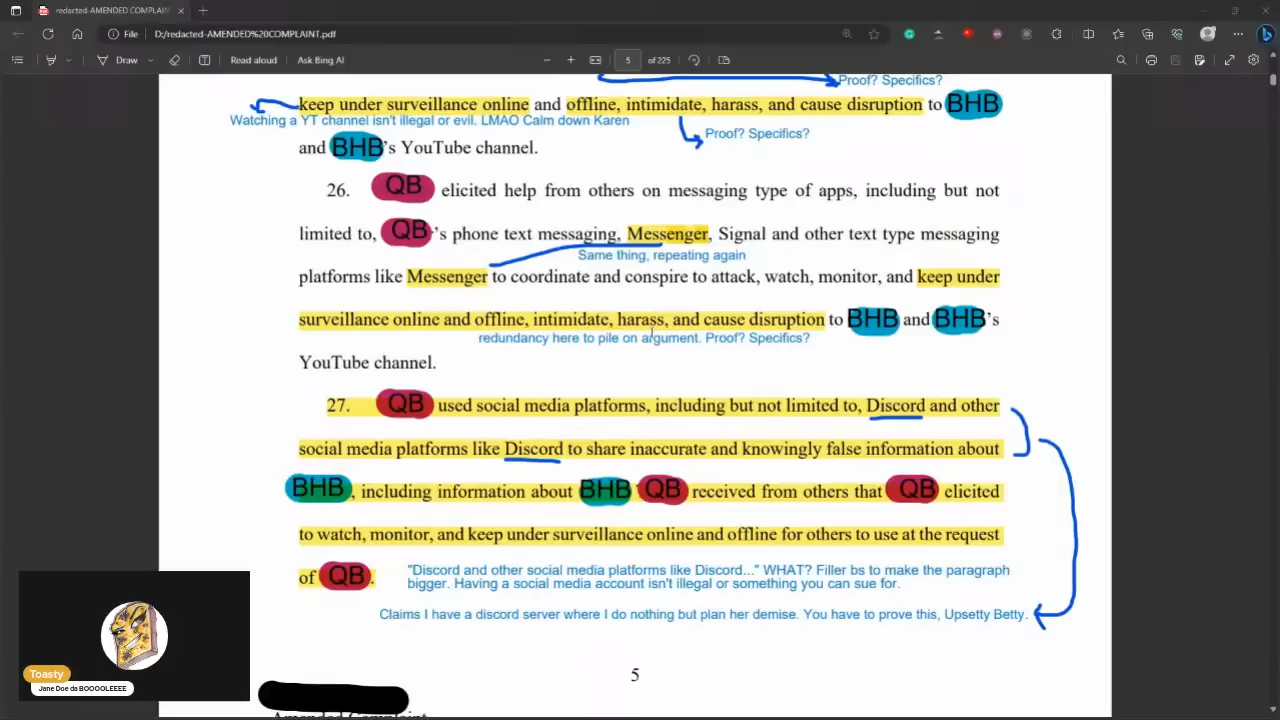 redacted-AMENDED COMPLAINT.pdf
File D:/redacted-AMENDED%20COMPLAINT.pdf
Draw Read aloud Ask Bing AI 5 of 225
Proof? Specifics?
keep under surveillance online and offline, intimidate, harass, and cause disruption to BHB
Watching a YT channel isn't illegal or evil. LMAO Calm down Karen
Proof? Specifics?
and BHB's YouTube channel.
26. QB elicited help from others on messaging type of apps, including but not
limited to, QB's phone text messaging, Messenger, Signal and other text type messaging
Same thing, repeating again
platforms like Messenger to coordinate and conspire to attack, watch, monitor, and keep under
surveillance online and offline, intimidate, harass, and cause disruption to BHB and BHB's
redundancy here to pile on argument. Proof? Specifics?
YouTube channel.
27. QB used social media platforms, including but not limited to, Discord and other
social media platforms like Discord to share inaccurate and knowingly false information about
BHB, including information about BHB QB received from others that QB elicited
to watch, monitor, and keep under surveillance online and offline for others to use at the request
of QB.
"Discord and other social media platforms like Discord..." WHAT? Filler bs to make the paragraph
bigger. Having a social media account isn't illegal or something you can sue for.
Claims I have a discord server where I do nothing but plan her demise. You have to prove this, Upsetty Betty.
5
Amended Complaint
Toasty
Jane Doe da BOOOOLEEEE